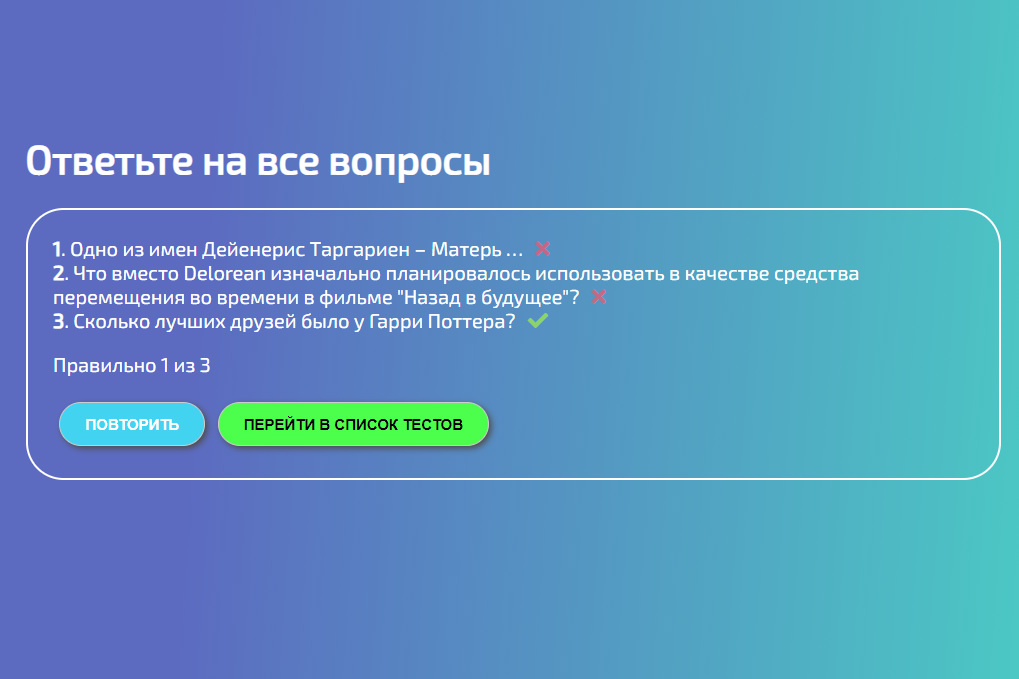 Ответьте на все вопросы
1. Одно из имен Дейенерис Таргариен – Матерь ...
2. Что вместо Delorean изначально планировалось использовать в качестве средства
перемещения во времени в фильме "Назад в будущее"?
3. Сколько лучших друзей было у Гарри Поттера?
Правильно 1 из 3
ПОВТОРИТЬ
ПЕРЕЙТИ В СПИСОК ТЕСТОВ